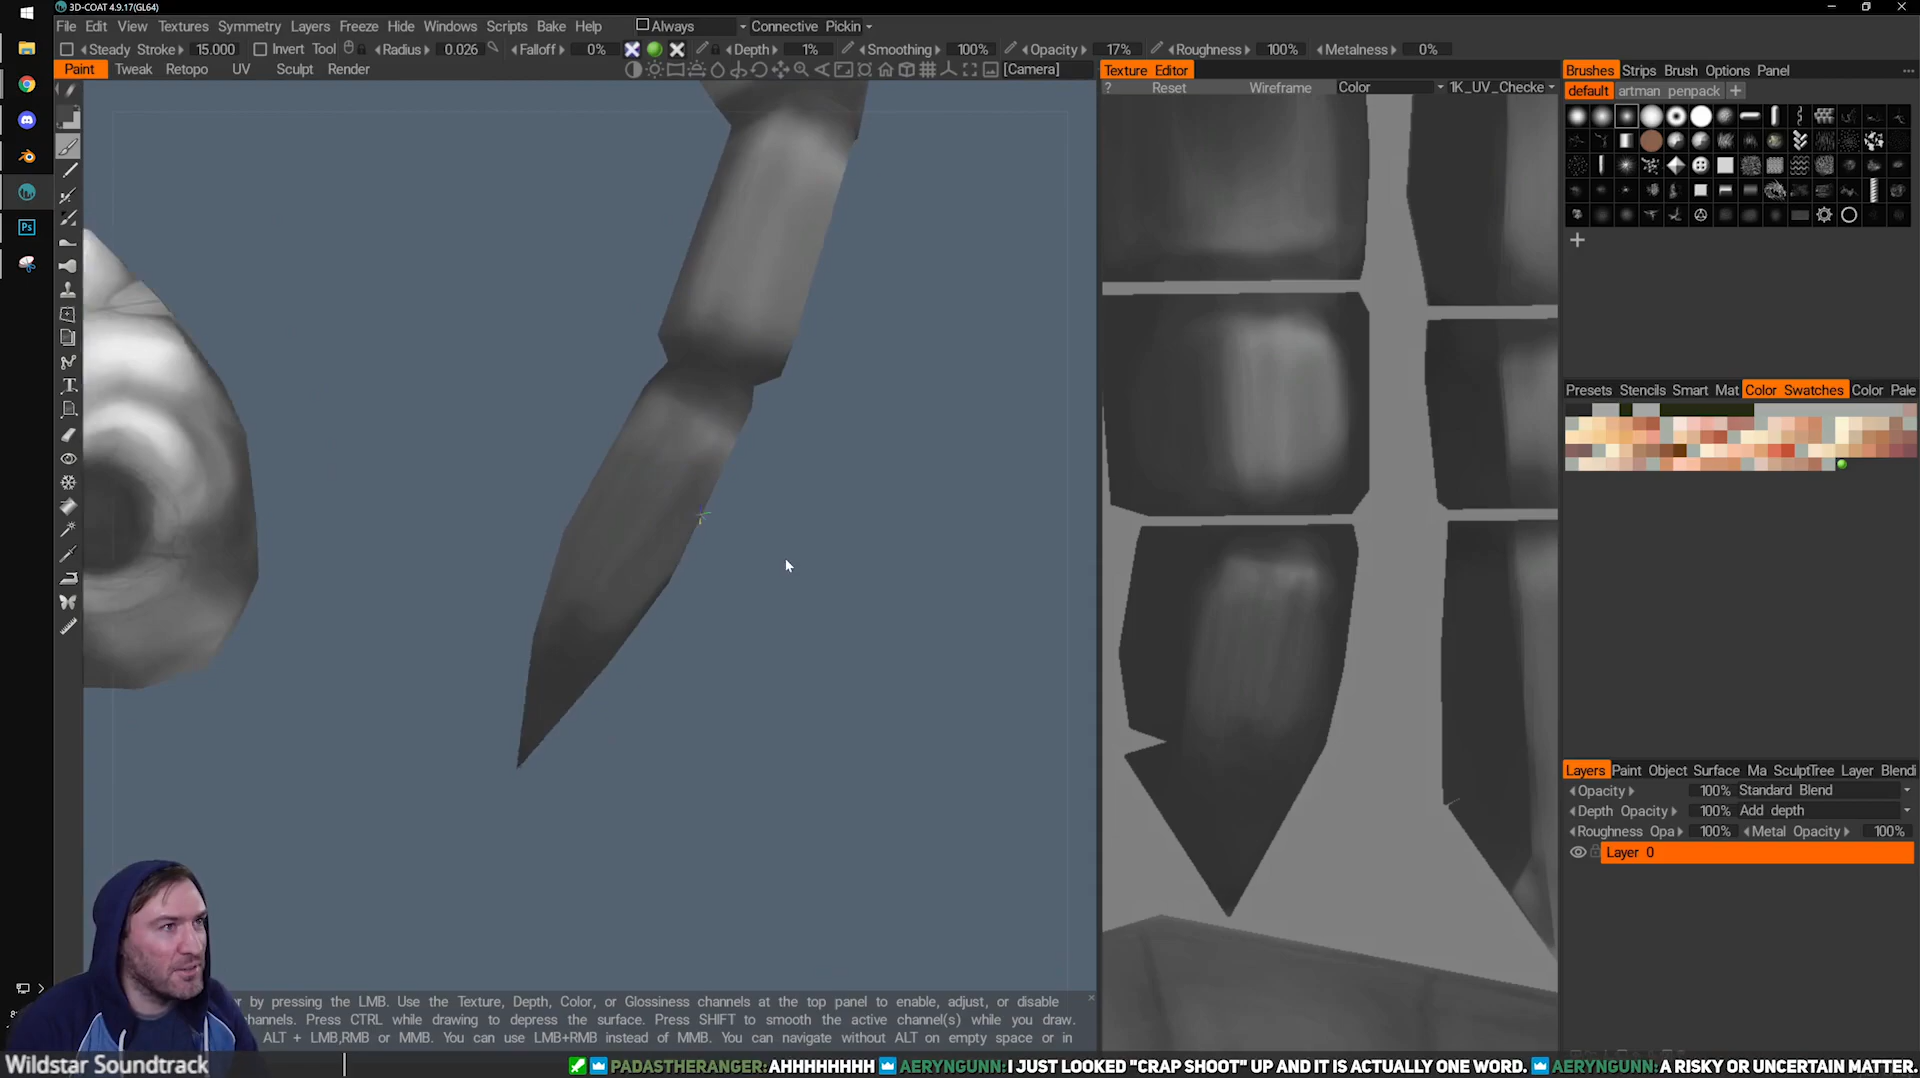 3D-COAT 4.9.17(GL64)
File Edit View Textures Symmetry Layers Freeze Hide Windows Scripts Bake Help Always Connective Pickin
Steady Stroke 15.000 Invert Tool Radius 0.026 Falloff 0% Depth 1% Smoothing 100% Opacity 17% Roughness 100% Metalness 0%
Paint Tweak Retopo UV Sculpt Render [Camera]
Texture Editor
? Reset Wireframe Color 1K_UV_Checke
Brushes Strips Brush Options Panel
default artman penpack +
Presets Stencils Smart Mat Color Swatches Color Pale
Layers Paint Object Surface Ma SculptTree Layer Blendi
Opacity 100% Standard Blend
Depth Opacity 100% Add depth
Roughness Opa 100% Metal Opacity 100%
Layer 0
or by pressing the LMB. Use the Texture, Depth, Color, or Glossiness channels at the top panel to enable, adjust, or disable
hannels. Press CTRL while drawing to depress the surface. Press SHIFT to smooth the active channel(s) while you draw.
ALT + LMB,RMB or MMB. You can use LMB+RMB instead of MMB. You can navigate without ALT on empty space or in
Wildstar Soundtrack
PADASTHERANGER: AHHHHHHHH AERYNGUNN: I JUST LOOKED "CRAP SHOOT" UP AND IT IS ACTUALLY ONE WORD. AERYNGUNN: A RISKY OR UNCERTAIN MATTER.